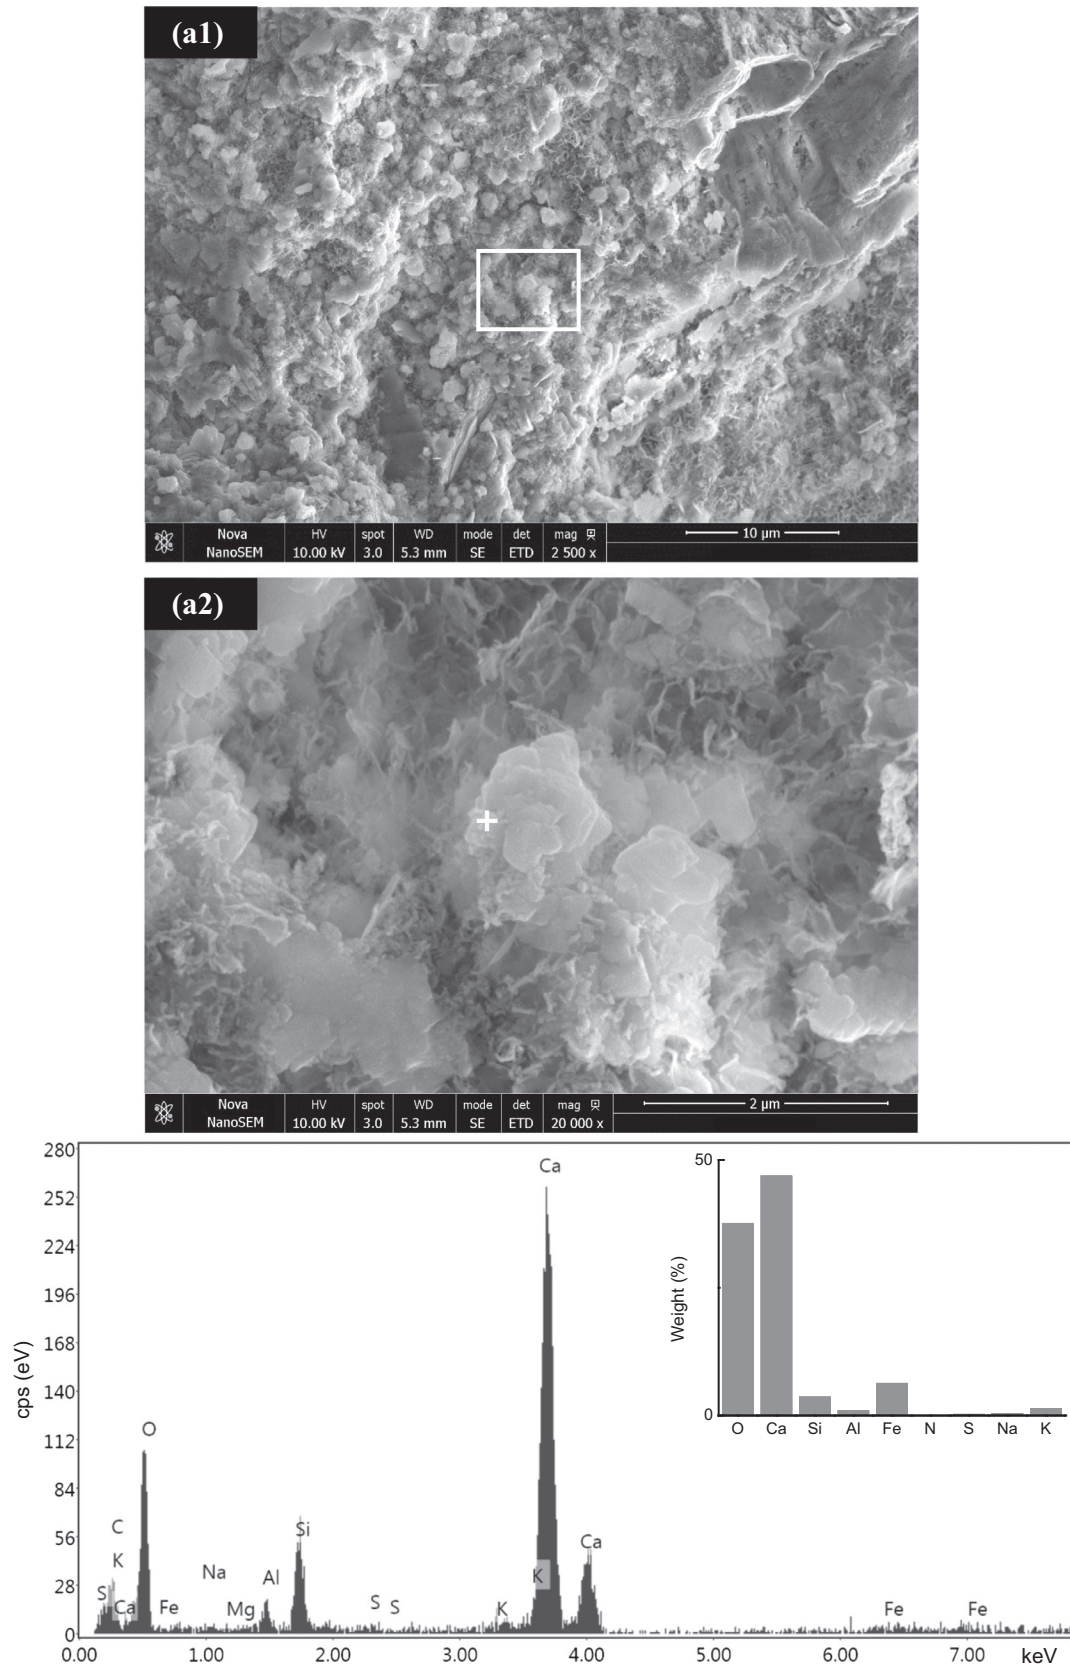 (a1)
Nova NanoSEM
HV 10.00 kV
spot 3.0
WD 5.3 mm
mode SE
det ETD
mag 2 500 x
10 µm
(a2)
Nova NanoSEM
HV 10.00 kV
spot 3.0
WD 5.3 mm
mode SE
det ETD
mag 20 000 x
2 µm
280
252
224
196
168
140
112
84
56
28
0
cps (eV)
Ca
O
C
K
S
Ca
Fe
Na
Mg
Al
Si
S
S
K
K
Ca
Fe
Fe
0.00 1.00 2.00 3.00 4.00 5.00 6.00 7.00 keV
50
0
Weight (%)
O Ca Si Al Fe N S Na K